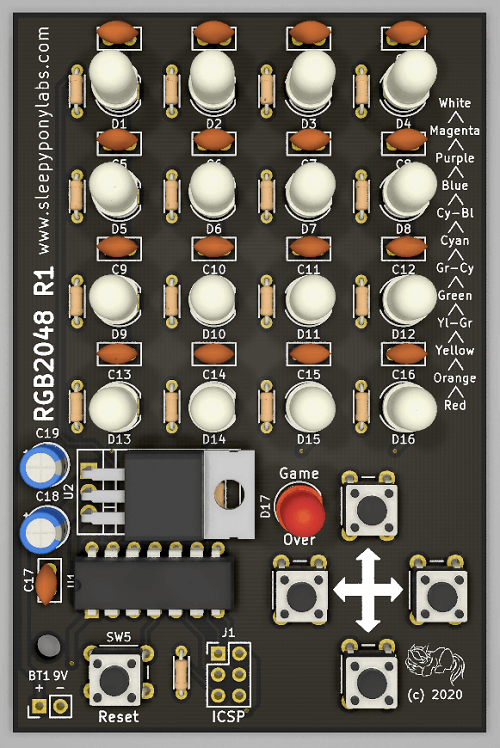 www.sleepyponylabs.com
RGB2048 R1
D1
D2
D3
D4
C5
C6
C7
C8
D5
D6
D7
D8
C9
C10
C11
C12
D9
D10
D11
D12
C13
C14
C15
C16
D13
D14
D15
D16
White
Magenta
Purple
Blue
Cy-Bl
Cyan
Gr-Cy
Green
Yl-Gr
Yellow
Orange
Red
C19
C18
U2
C17
U1
D17
Game
Over
BT1 9V
+ -
SW5
Reset
J1
ICSP
(c) 2020